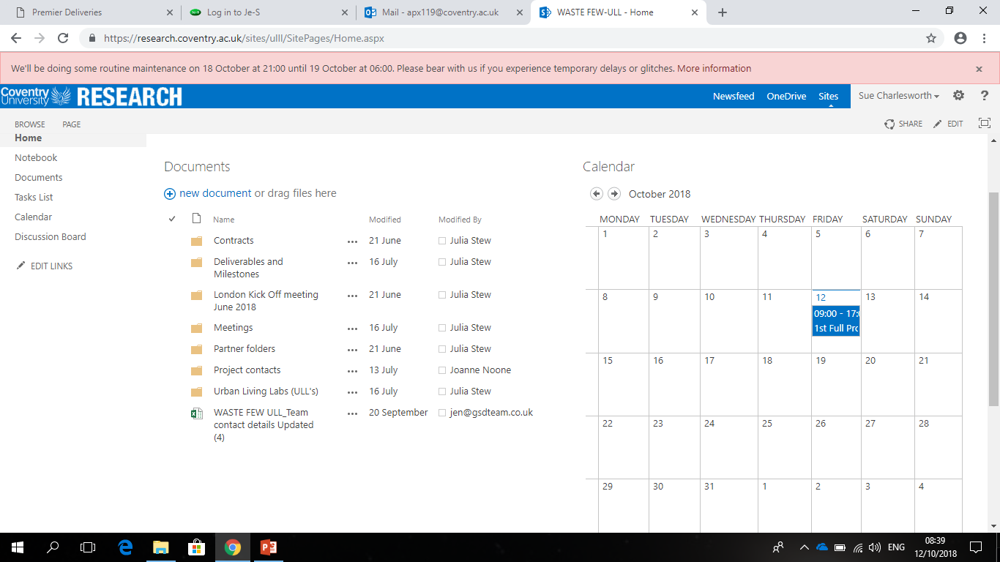 Premier Deliveries
Log in to Je-S
Mail - apx119@coventry.ac.uk
WASTE FEW-ULL - Home
https://research.coventry.ac.uk/sites/ulll/SitePages/Home.aspx
We'll be doing some routine maintenance on 18 October at 21:00 until 19 October at 06:00. Please bear with us if you experience temporary delays or glitches. More information
Coventry University RESEARCH
Newsfeed OneDrive Sites Sue Charlesworth ?
BROWSE PAGE
SHARE EDIT
Home
Notebook
Documents
Tasks List
Calendar
Discussion Board
EDIT LINKS
Documents
new document or drag files here
Name Modified Modified By
Contracts ... 21 June Julia Stew
Deliverables and ... 16 July Julia Stew
Milestones
London Kick Off meeting ... 21 June Julia Stew
June 2018
Meetings ... 16 July Julia Stew
Partner folders ... 21 June Julia Stew
Project contacts ... 13 July Joanne Noone
Urban Living Labs (ULL's) ... 16 July Julia Stew
WASTE FEW ULL_Team ... 20 September jen@gsdteam.co.uk
contact details Updated
(4)
Calendar
October 2018
MONDAY TUESDAY WEDNESDAY THURSDAY FRIDAY SATURDAY SUNDAY
1 2 3 4 5 6 7
8 9 10 11 12 13 14
09:00 - 17:0
1st Full Pro
15 16 17 18 19 20 21
22 23 24 25 26 27 28
29 30 31 1 2 3 4
ENG
08:39
12/10/2018